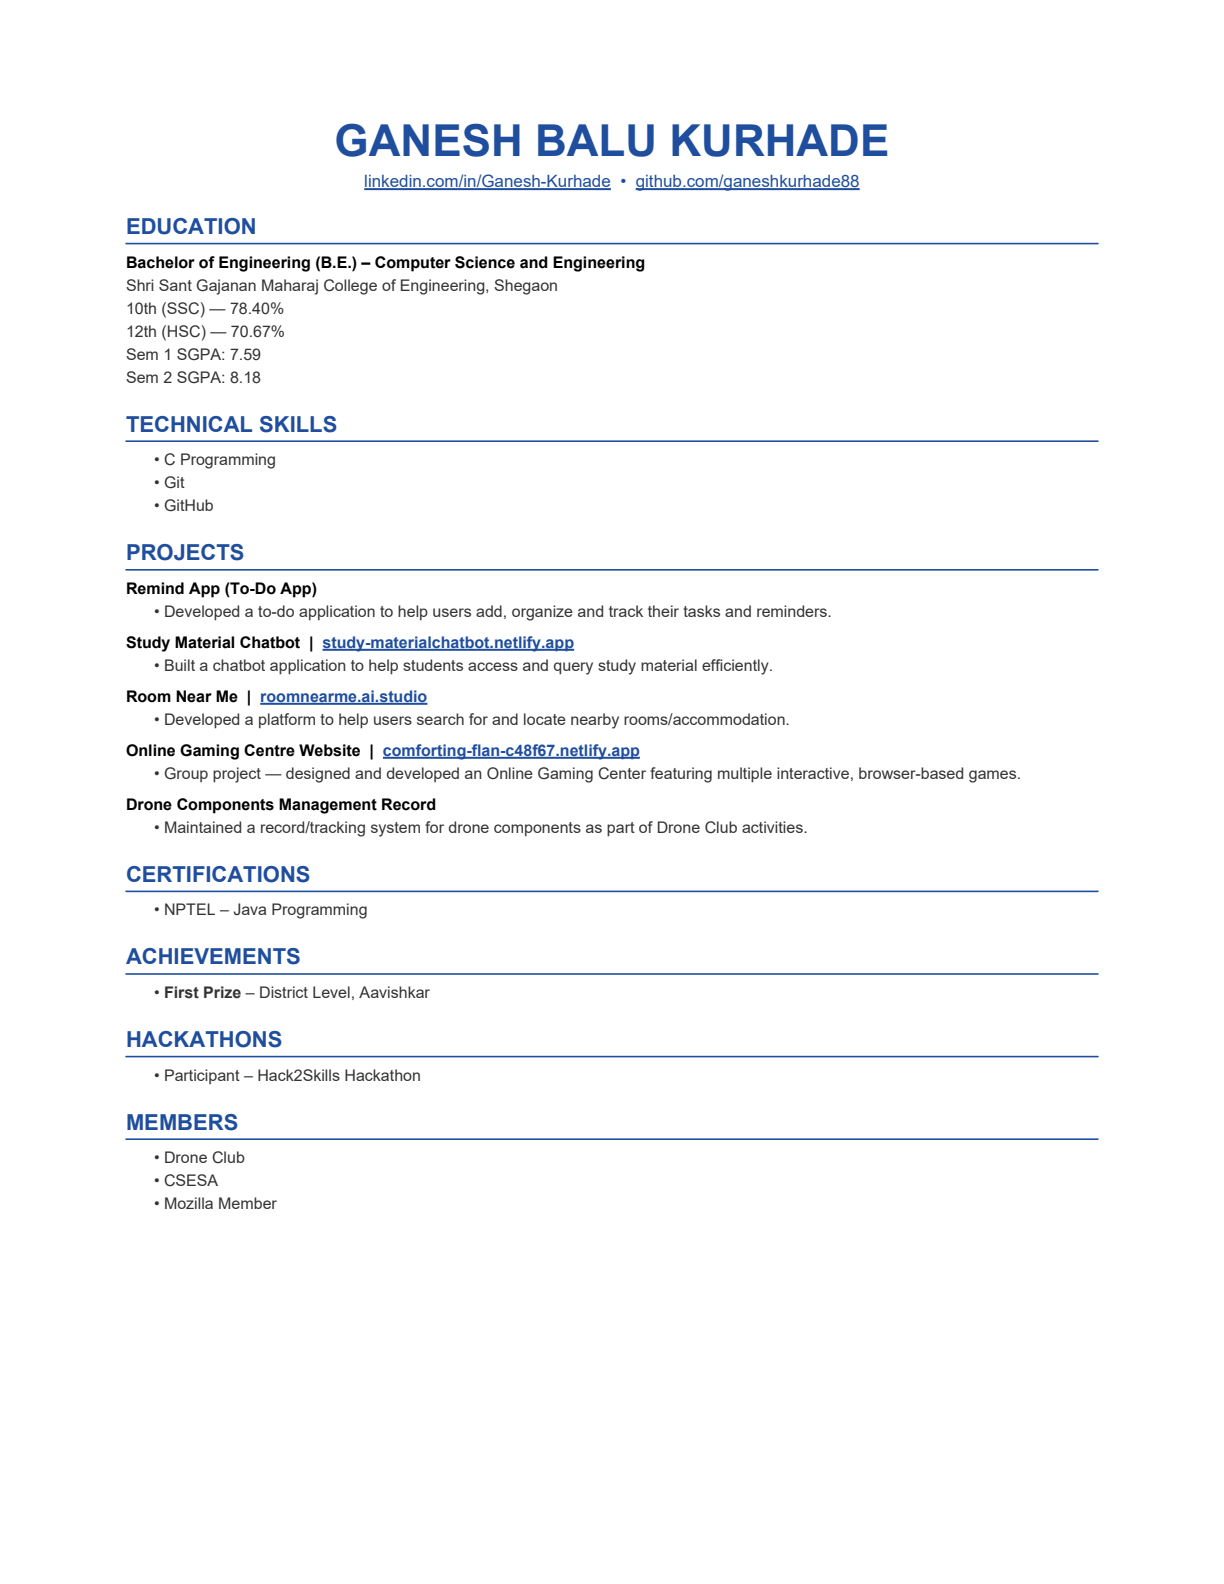 GANESH BALU KURHADE
linkedin.com/in/Ganesh-Kurhade • github.com/ganeshkurhade88
EDUCATION
Bachelor of Engineering (B.E.) – Computer Science and Engineering
Shri Sant Gajanan Maharaj College of Engineering, Shegaon
10th (SSC) — 78.40%
12th (HSC) — 70.67%
Sem 1 SGPA: 7.59
Sem 2 SGPA: 8.18
TECHNICAL SKILLS
• C Programming
• Git
• GitHub
PROJECTS
Remind App (To-Do App)
• Developed a to-do application to help users add, organize and track their tasks and reminders.
Study Material Chatbot | study-materialchatbot.netlify.app
• Built a chatbot application to help students access and query study material efficiently.
Room Near Me | roomnearme.ai.studio
• Developed a platform to help users search for and locate nearby rooms/accommodation.
Online Gaming Centre Website | comforting-flan-c48f67.netlify.app
• Group project — designed and developed an Online Gaming Center featuring multiple interactive, browser-based games.
Drone Components Management Record
• Maintained a record/tracking system for drone components as part of Drone Club activities.
CERTIFICATIONS
• NPTEL – Java Programming
ACHIEVEMENTS
• First Prize – District Level, Aavishkar
HACKATHONS
• Participant – Hack2Skills Hackathon
MEMBERS
• Drone Club
• CSESA
• Mozilla Member